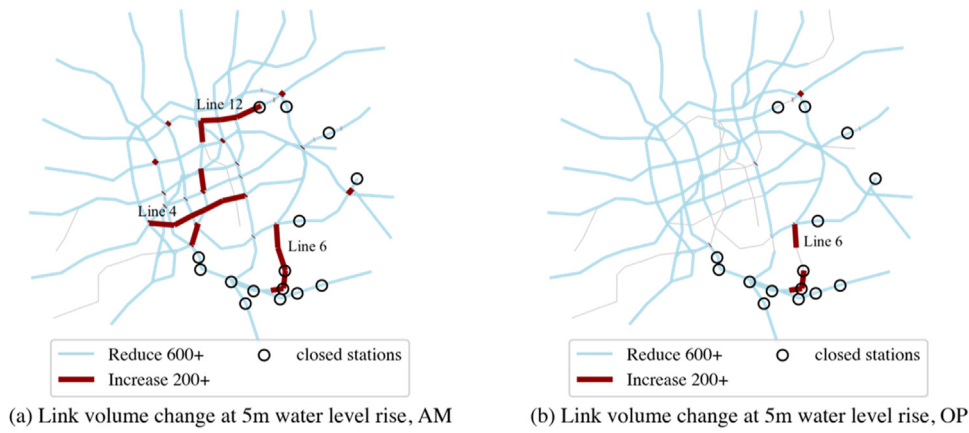 Line 12
Line 4
Line 6
Reduce 600+
closed stations
Increase 200+
(a) Link volume change at 5m water level rise, AM
Line 6
Reduce 600+
closed stations
Increase 200+
(b) Link volume change at 5m water level rise, OP